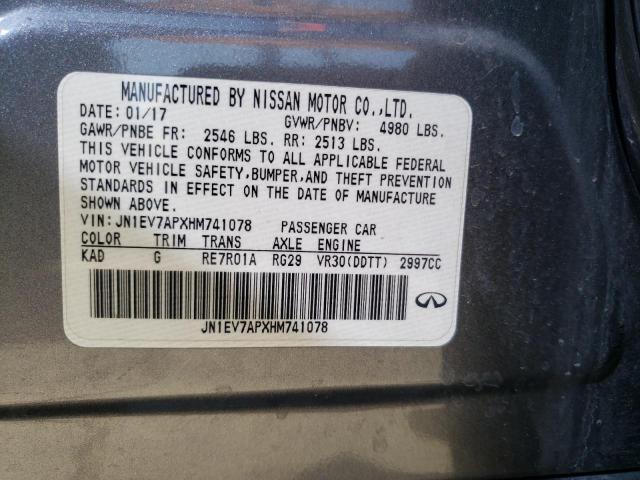 MANUFACTURED BY NISSAN MOTOR CO.,LTD.
DATE: 01/17 GVWR/PNBV: 4980 LBS.
GAWR/PNBE FR: 2546 LBS. RR: 2513 LBS.
THIS VEHICLE CONFORMS TO ALL APPLICABLE FEDERAL
MOTOR VEHICLE SAFETY,BUMPER,AND THEFT PREVENTION
STANDARDS IN EFFECT ON THE DATE OF MANUFACTURE
SHOWN ABOVE.
VIN:JN1EV7APXHM741078 PASSENGER CAR
COLOR TRIM TRANS AXLE ENGINE
KAD G RE7R01A RG29 VR30(DDTT) 2997CC
JN1EV7APXHM741078